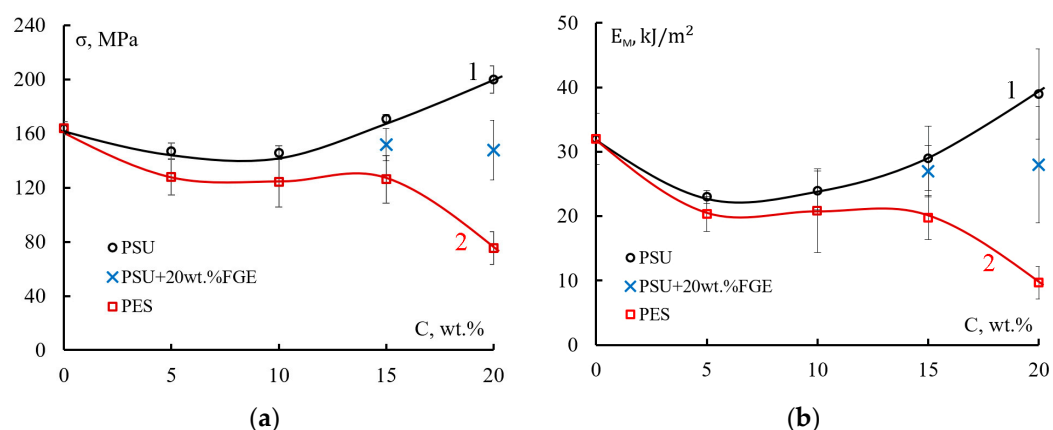 σ, MPa
240
200
160
120
80
40
0
0 5 10 15 20
1
2
PSU
PSU+20wt.%FGE
PES
C, wt.%
(a)
Eм, kJ/m²
50
40
30
20
10
0
0 5 10 15 20
1
2
PSU
PSU+20wt.%FGE
PES
C, wt.%
(b)